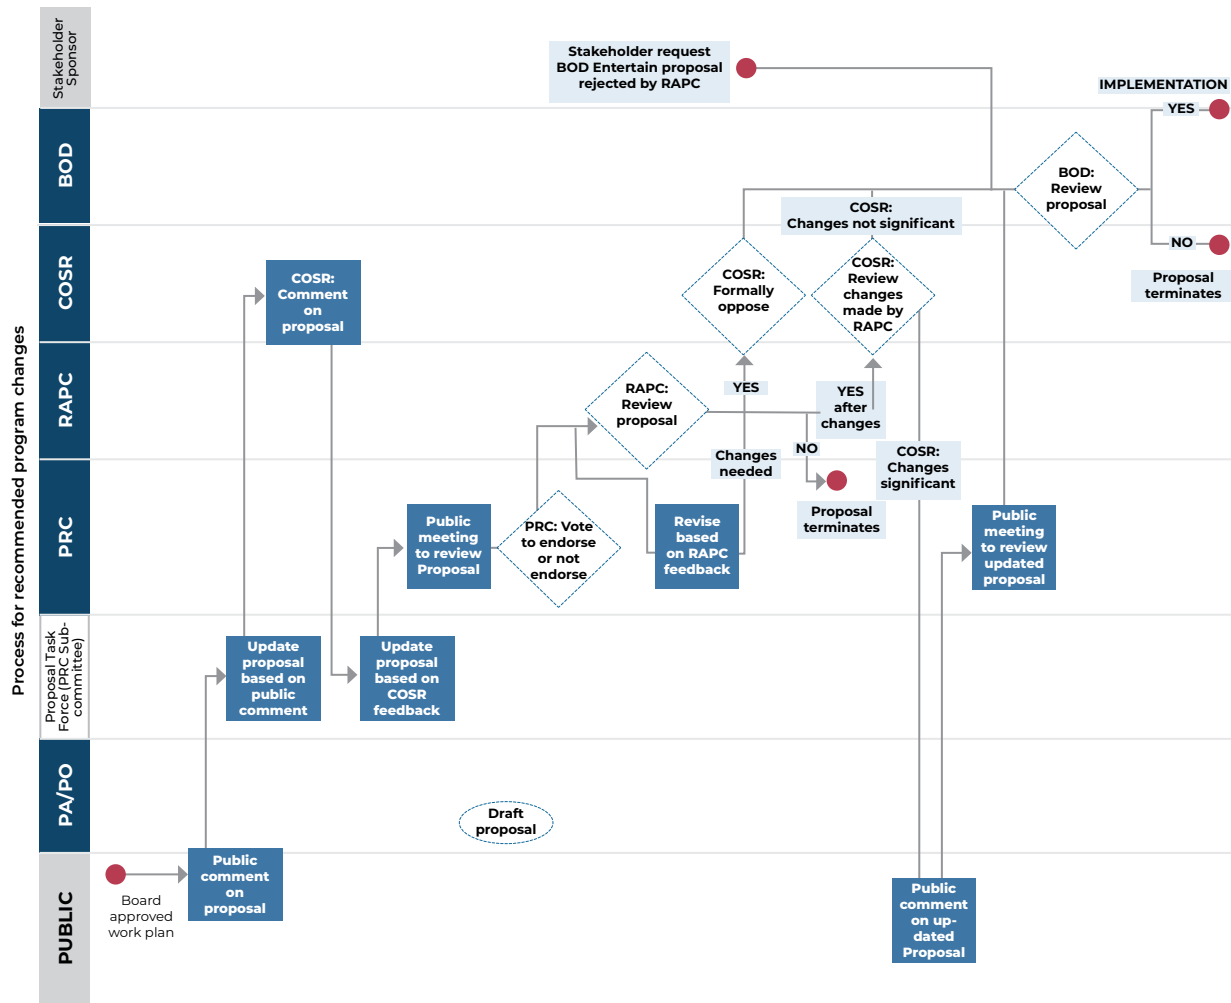 Process for recommended program changes
Stakeholder
Sponsor
BOD
COSR
RAPC
PRC
Proposal Task
Force (PRC Sub-
committee)
PA/PO
PUBLIC
Stakeholder request
BOD Entertain proposal
rejected by RAPC
IMPLEMENTATION
YES
BOD:
Review
proposal
NO
Proposal
terminates
COSR:
Changes not significant
COSR:
Comment
on
proposal
COSR:
Formally
oppose
COSR:
Review
changes
made by
RAPC
RAPC:
Review
proposal
YES
YES
after
changes
NO
Changes
needed
COSR:
Changes
significant
Proposal
terminates
Public
meeting
to review
Proposal
PRC: Vote
to endorse
or not
endorse
Revise
based
on RAPC
feedback
Public
meeting
to review
updated
proposal
Update
proposal
based on
public
comment
Update
proposal
based on
COSR
feedback
Draft
proposal
Public
comment
on
proposal
Board
approved
work plan
Public
comment
on up-
dated
Proposal